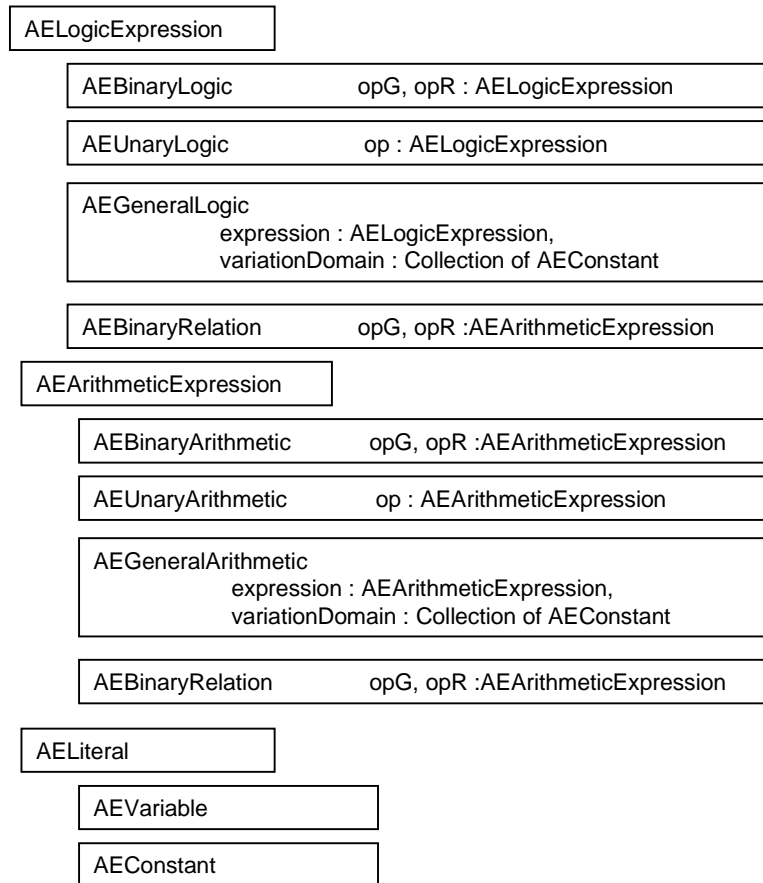 AELogicExpression
AEBinaryLogic opG, opR : AELogicExpression
AEUnaryLogic op : AELogicExpression
AEGeneralLogic
expression : AELogicExpression,
variationDomain : Collection of AEConstant
AEBinaryRelation opG, opR :AEArithmeticExpression
AEArithmeticExpression
AEBinaryArithmetic opG, opR :AEArithmeticExpression
AEUnaryArithmetic op : AEArithmeticExpression
AEGeneralArithmetic
expression : AEArithmeticExpression,
variationDomain : Collection of AEConstant
AEBinaryRelation opG, opR :AEArithmeticExpression
AELiteral
AEVariable
AEConstant